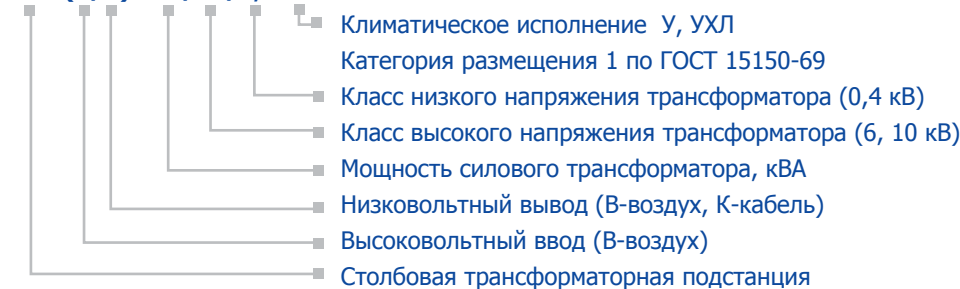 Климатическое исполнение У, УХЛ
Категория размещения 1 по ГОСТ 15150-69
Класс низкого напряжения трансформатора (0,4 кВ)
Класс высокого напряжения трансформатора (6, 10 кВ)
Мощность силового трансформатора, кВА
Низковольтный вывод (В-воздух, К-кабель)
Высоковольтный ввод (В-воздух)
Столбовая трансформаторная подстанция